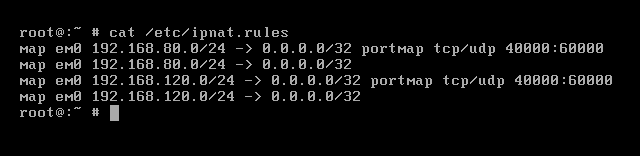 root@:~ # cat /etc/ipnat.rules
map em0 192.168.80.0/24 -> 0.0.0.0/32 portmap tcp/udp 40000:60000
map em0 192.168.80.0/24 -> 0.0.0.0/32
map em0 192.168.120.0/24 -> 0.0.0.0/32 portmap tcp/udp 40000:60000
map em0 192.168.120.0/24 -> 0.0.0.0/32
root@:~ #